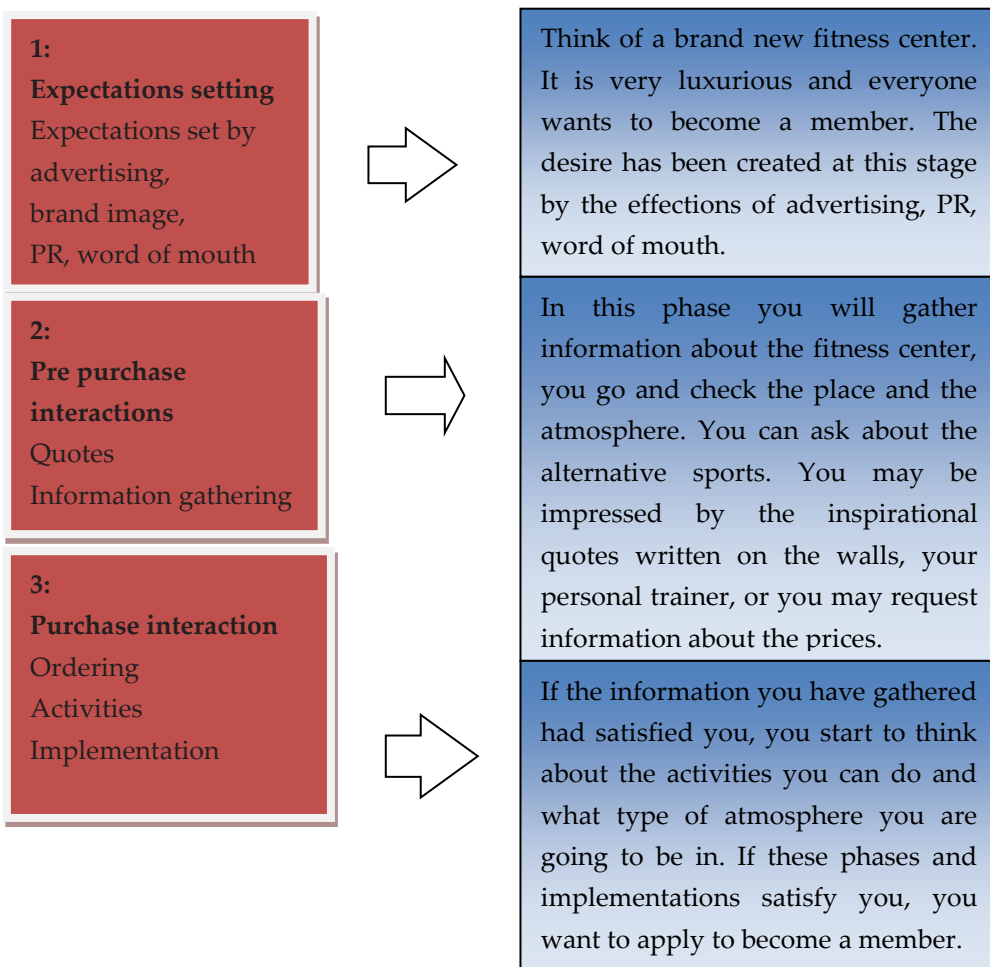 1:
Expectations setting
Expectations set by
advertising,
brand image,
PR, word of mouth
Think of a brand new fitness center.
It is very luxurious and everyone
wants to become a member. The
desire has been created at this stage
by the effections of advertising, PR,
word of mouth.
2:
Pre purchase
interactions
Quotes
Information gathering
In this phase you will gather
information about the fitness center,
you go and check the place and the
atmosphere. You can ask about the
alternative sports. You may be
impressed by the inspirational
quotes written on the walls, your
personal trainer, or you may request
information about the prices.
3:
Purchase interaction
Ordering
Activities
Implementation
If the information you have gathered
had satisfied you, you start to think
about the activities you can do and
what type of atmosphere you are
going to be in. If these phases and
implementations satisfy you, you
want to apply to become a member.